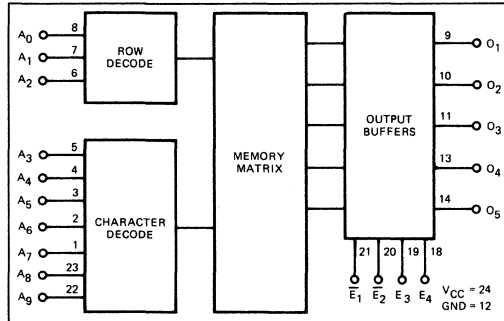 A0 8
A1 7
A2 6
ROW
DECODE
A3 5
A4 4
A5 3
A6 2
A7 1
A8 23
A9 22
CHARACTER
DECODE
MEMORY
MATRIX
OUTPUT
BUFFERS
9 O1
10 O2
11 O3
13 O4
14 O5
21 20 19 18
E̅1 E̅2 E3 E4
VCC = 24
GND = 12